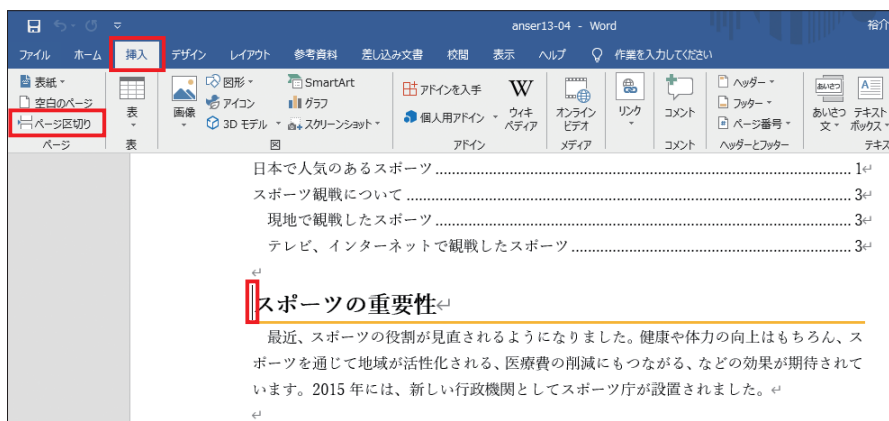 anser13-04 - Word
裕介
ファイル ホーム 挿入 デザイン レイアウト 参考資料 差し込み文書 校閲 表示 ヘルプ 作業を入力してください
表紙
空白のページ
ページ区切り
ページ
表
表
画像
図形
アイコン
3D モデル
SmartArt
グラフ
スクリーンショット
図
アドインを入手
個人用アドイン
アドイン
W
ウィキ
ペディア
オンライン
ビデオ
メディア
リンク
コメント
コメント
ヘッダー
フッター
ページ番号
ヘッダーとフッター
あいさつ
あいさつ
文
A
テキスト
ボックス
テキス
日本で人気のあるスポーツ 1
スポーツ観戦について 3
現地で観戦したスポーツ 3
テレビ、インターネットで観戦したスポーツ 3
スポーツの重要性
最近、スポーツの役割が見直されるようになりました。健康や体力の向上はもちろん、ス
ポーツを通じて地域が活性化される、医療費の削減にもつながる、などの効果が期待されて
います。2015 年には、新しい行政機関としてスポーツ庁が設置されました。